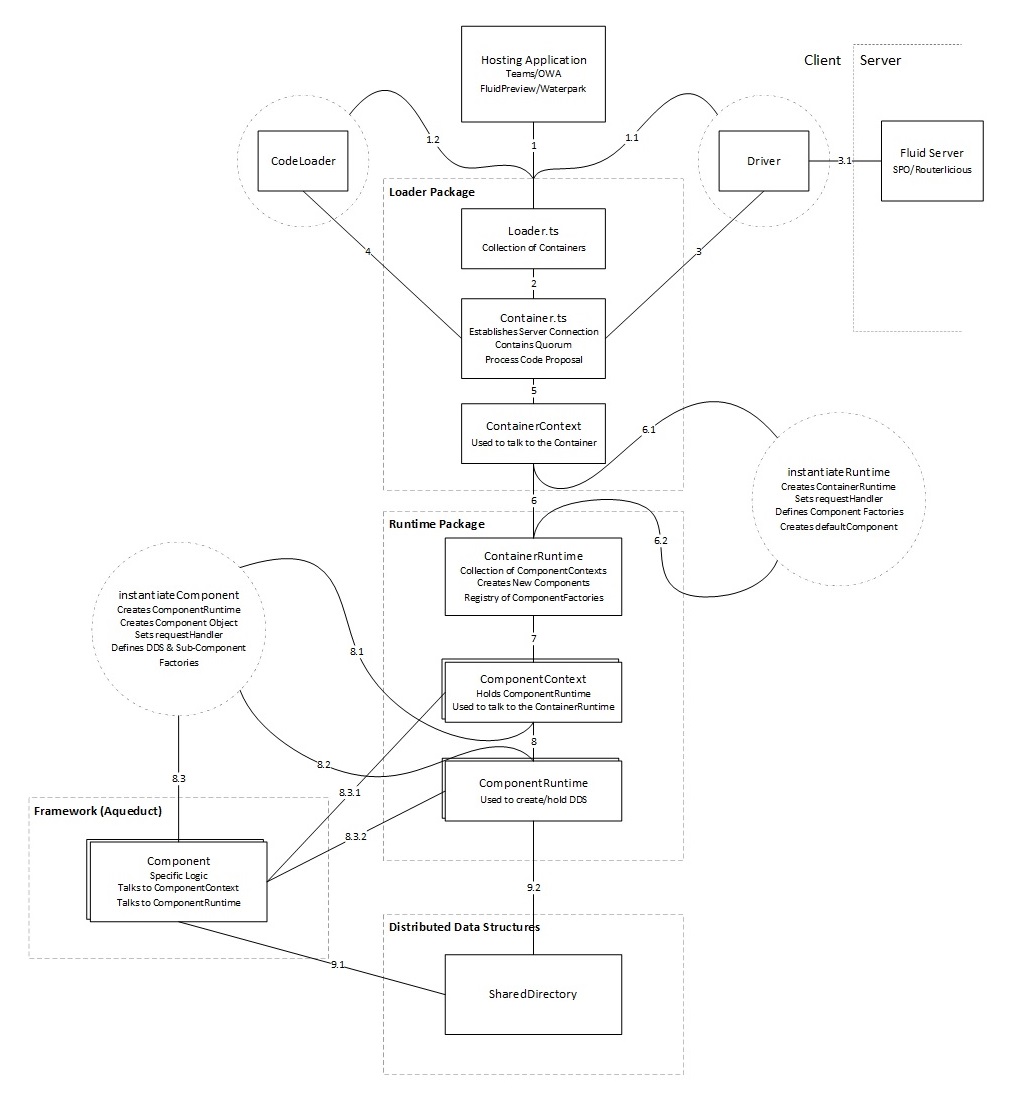 Hosting Application
Teams/OWA
FluidPreview/Waterpark
Client
Server
CodeLoader
1.2
1
1.1
Driver
3.1
Fluid Server
SPO/Routerlicious
Loader Package
Loader.ts
Collection of Containers
4
3
2
Container.ts
Establishes Server Connection
Contains Quorum
Process Code Proposal
5
ContainerContext
Used to talk to the Container
6.1
instantiateRuntime
Creates ContainerRuntime
Sets requestHandler
Defines Component Factories
Creates defaultComponent
6
Runtime Package
6.2
ContainerRuntime
Collection of ComponentContexts
Creates New Components
Registry of ComponentFactories
instantiateComponent
Creates ComponentRuntime
Creates Component Object
Sets requestHandler
Defines DDS & Sub-Component
Factories
7
8.1
ComponentContext
Holds ComponentRuntime
Used to talk to the ContainerRuntime
8
8.2
8.3
8.3.1
ComponentRuntime
Used to create/hold DDS
8.3.2
Framework (Aqueduct)
Component
Specific Logic
Talks to ComponentContext
Talks to ComponentRuntime
9.2
Distributed Data Structures
9.1
SharedDirectory